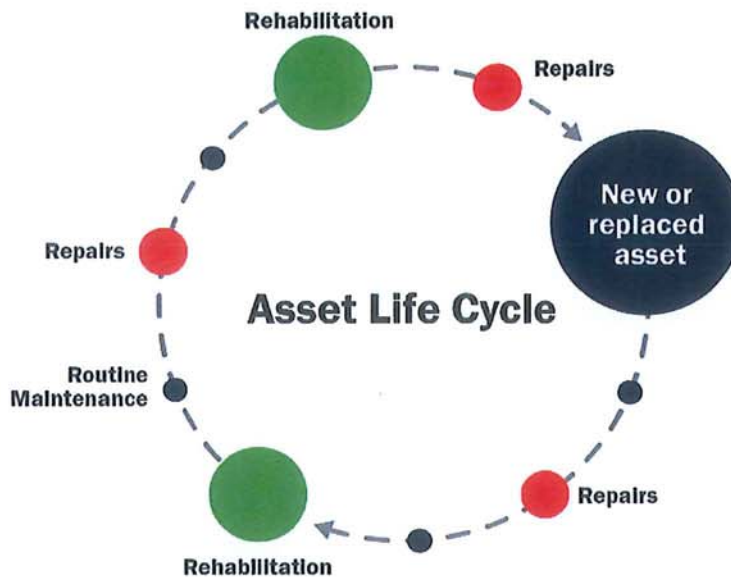 Rehabilitation
Repairs
New or
replaced
asset
Repairs
Asset Life Cycle
Routine
Maintenance
Repairs
Rehabilitation